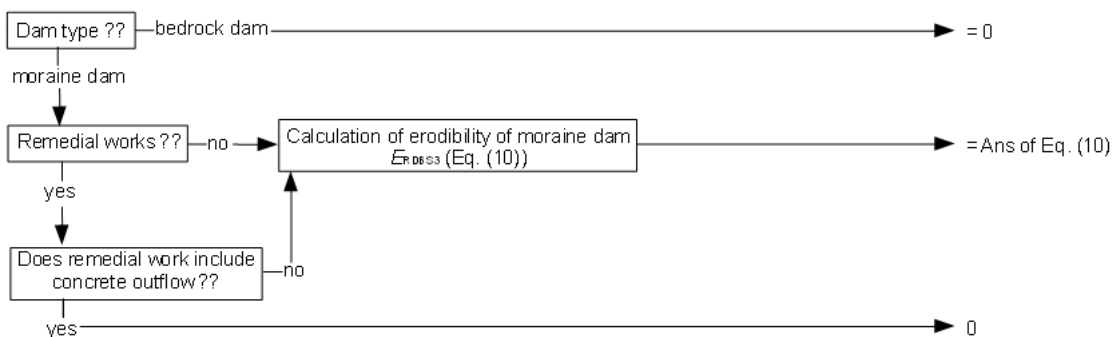 Dam type ??
bedrock dam
= 0
moraine dam
Remedial works ??
no
Calculation of erodibility of moraine dam
ERDBS3 (Eq. (10))
= Ans of Eq. (10)
yes
Does remedial work include
concrete outflow ??
no
yes
0